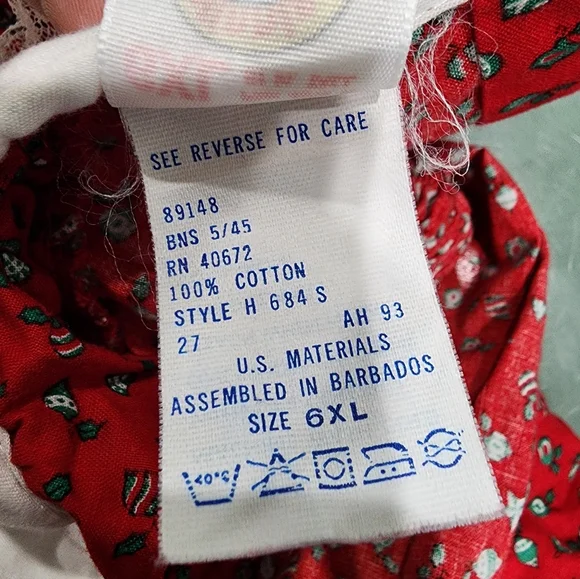 SEE REVERSE FOR CARE
89148
BNS 5/45
RN 40672
100% COTTON
STYLE H 684 S
27 AH 93
U.S. MATERIALS
ASSEMBLED IN BARBADOS
SIZE 6XL